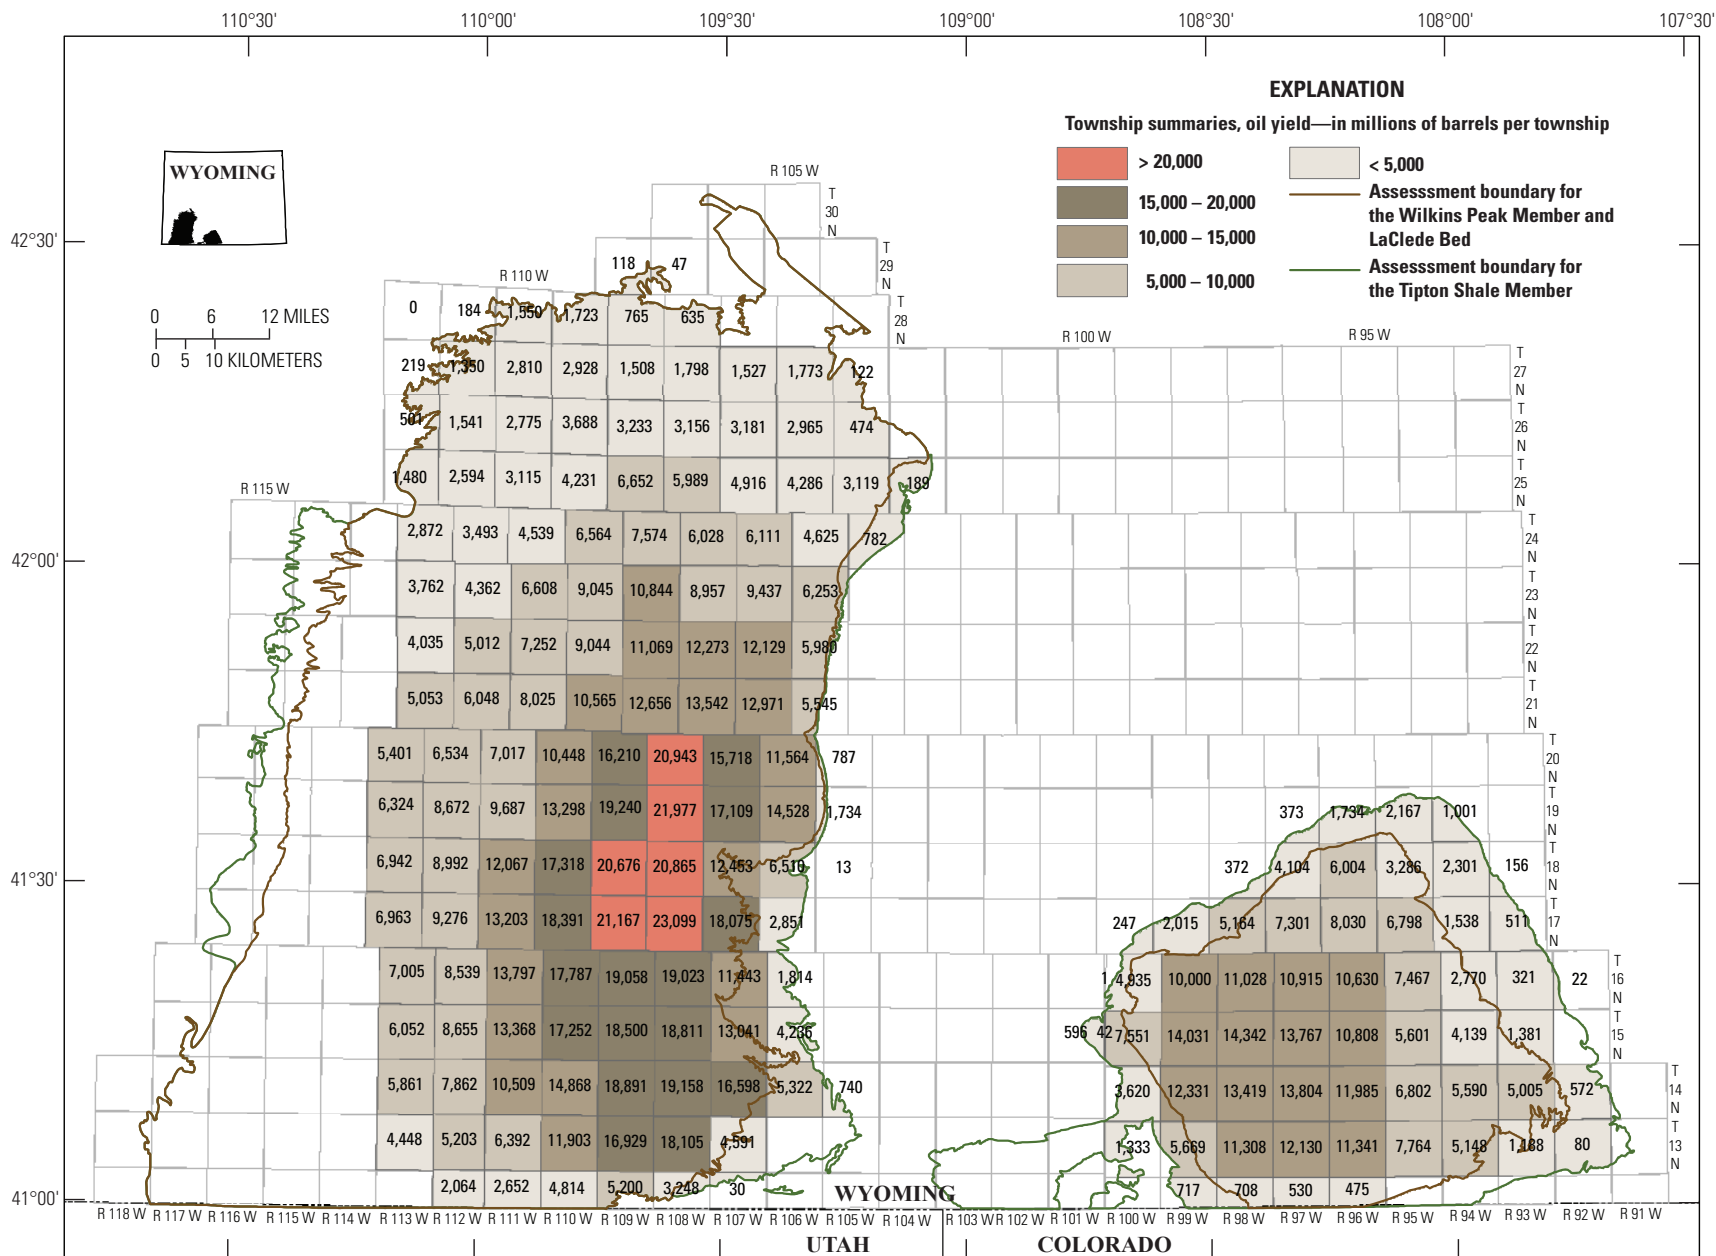 110°30' 110°00' 109°30' 109°00' 108°30' 108°00' 107°30'
EXPLANATION
Township summaries, oil yield—in millions of barrels per township
> 20,000
15,000 – 20,000
10,000 – 15,000
5,000 – 10,000
< 5,000
Assesssment boundary for
the Wilkins Peak Member and
LaClede Bed
Assesssment boundary for
the Tipton Shale Member
WYOMING
0 6 12 MILES
0 5 10 KILOMETERS
42°30'
42°00'
41°30'
41°00'
R 105 W
T 30 N
118 47
T 29 N
R 110 W
0 184 1,550 1,723 765 635
T 28 N
R 100 W R 95 W
219 1,350 2,810 2,928 1,508 1,798 1,527 1,773 122
T 27 N
501 1,541 2,775 3,688 3,233 3,156 3,181 2,965 474
T 26 N
1,480 2,594 3,115 4,231 6,652 5,989 4,916 4,286 3,119 189
T 25 N
R 115 W
2,872 3,493 4,539 6,564 7,574 6,028 6,111 4,625 782
T 24 N
3,762 4,362 6,608 9,045 10,844 8,957 9,437 6,253
T 23 N
4,035 5,012 7,252 9,044 11,069 12,273 12,129 5,980
T 22 N
5,053 6,048 8,025 10,565 12,656 13,542 12,971 5,545
T 21 N
5,401 6,534 7,017 10,448 16,210 20,943 15,718 11,564 787
T 20 N
6,324 8,672 9,687 13,298 19,240 21,977 17,109 14,528 1,734 373 1,734 2,167 1,001
T 19 N
6,942 8,992 12,067 17,318 20,676 20,865 12,453 6,510 13 372 4,104 6,004 3,286 2,301 156
T 18 N
6,963 9,276 13,203 18,391 21,167 23,099 18,075 2,851 247 2,015 5,164 7,301 8,030 6,798 1,538 511
T 17 N
7,005 8,539 13,797 17,787 19,058 19,023 11,443 1,814 1 4,935 10,000 11,028 10,915 10,630 7,467 2,770 321 22
T 16 N
6,052 8,655 13,368 17,252 18,500 18,811 13,041 4,236 596 42 7,551 14,031 14,342 13,767 10,808 5,601 4,139 1,381
T 15 N
5,861 7,862 10,509 14,868 18,891 19,158 16,598 5,322 740 3,620 12,331 13,419 13,804 11,985 6,802 5,590 5,005 572
T 14 N
4,448 5,203 6,392 11,903 16,929 18,105 4,591 1,333 5,669 11,308 12,130 11,341 7,764 5,148 1,188 80
T 13 N
2,064 2,652 4,814 5,200 3,248 30 717 708 530 475
WYOMING
R 118 W R 117 W R 116 W R 115 W R 114 W R 113 W R 112 W R 111 W R 110 W R 109 W R 108 W R 107 W R 106 W R 105 W R 104 W R 103 W R 102 W R 101 W R 100 W R 99 W R 98 W R 97 W R 96 W R 95 W R 94 W R 93 W R 92 W R 91 W
UTAH COLORADO